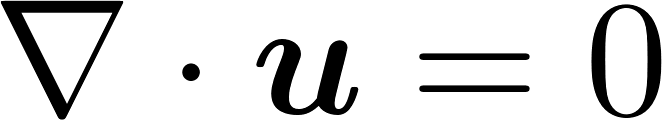 ∇ · 𝒖 = 0